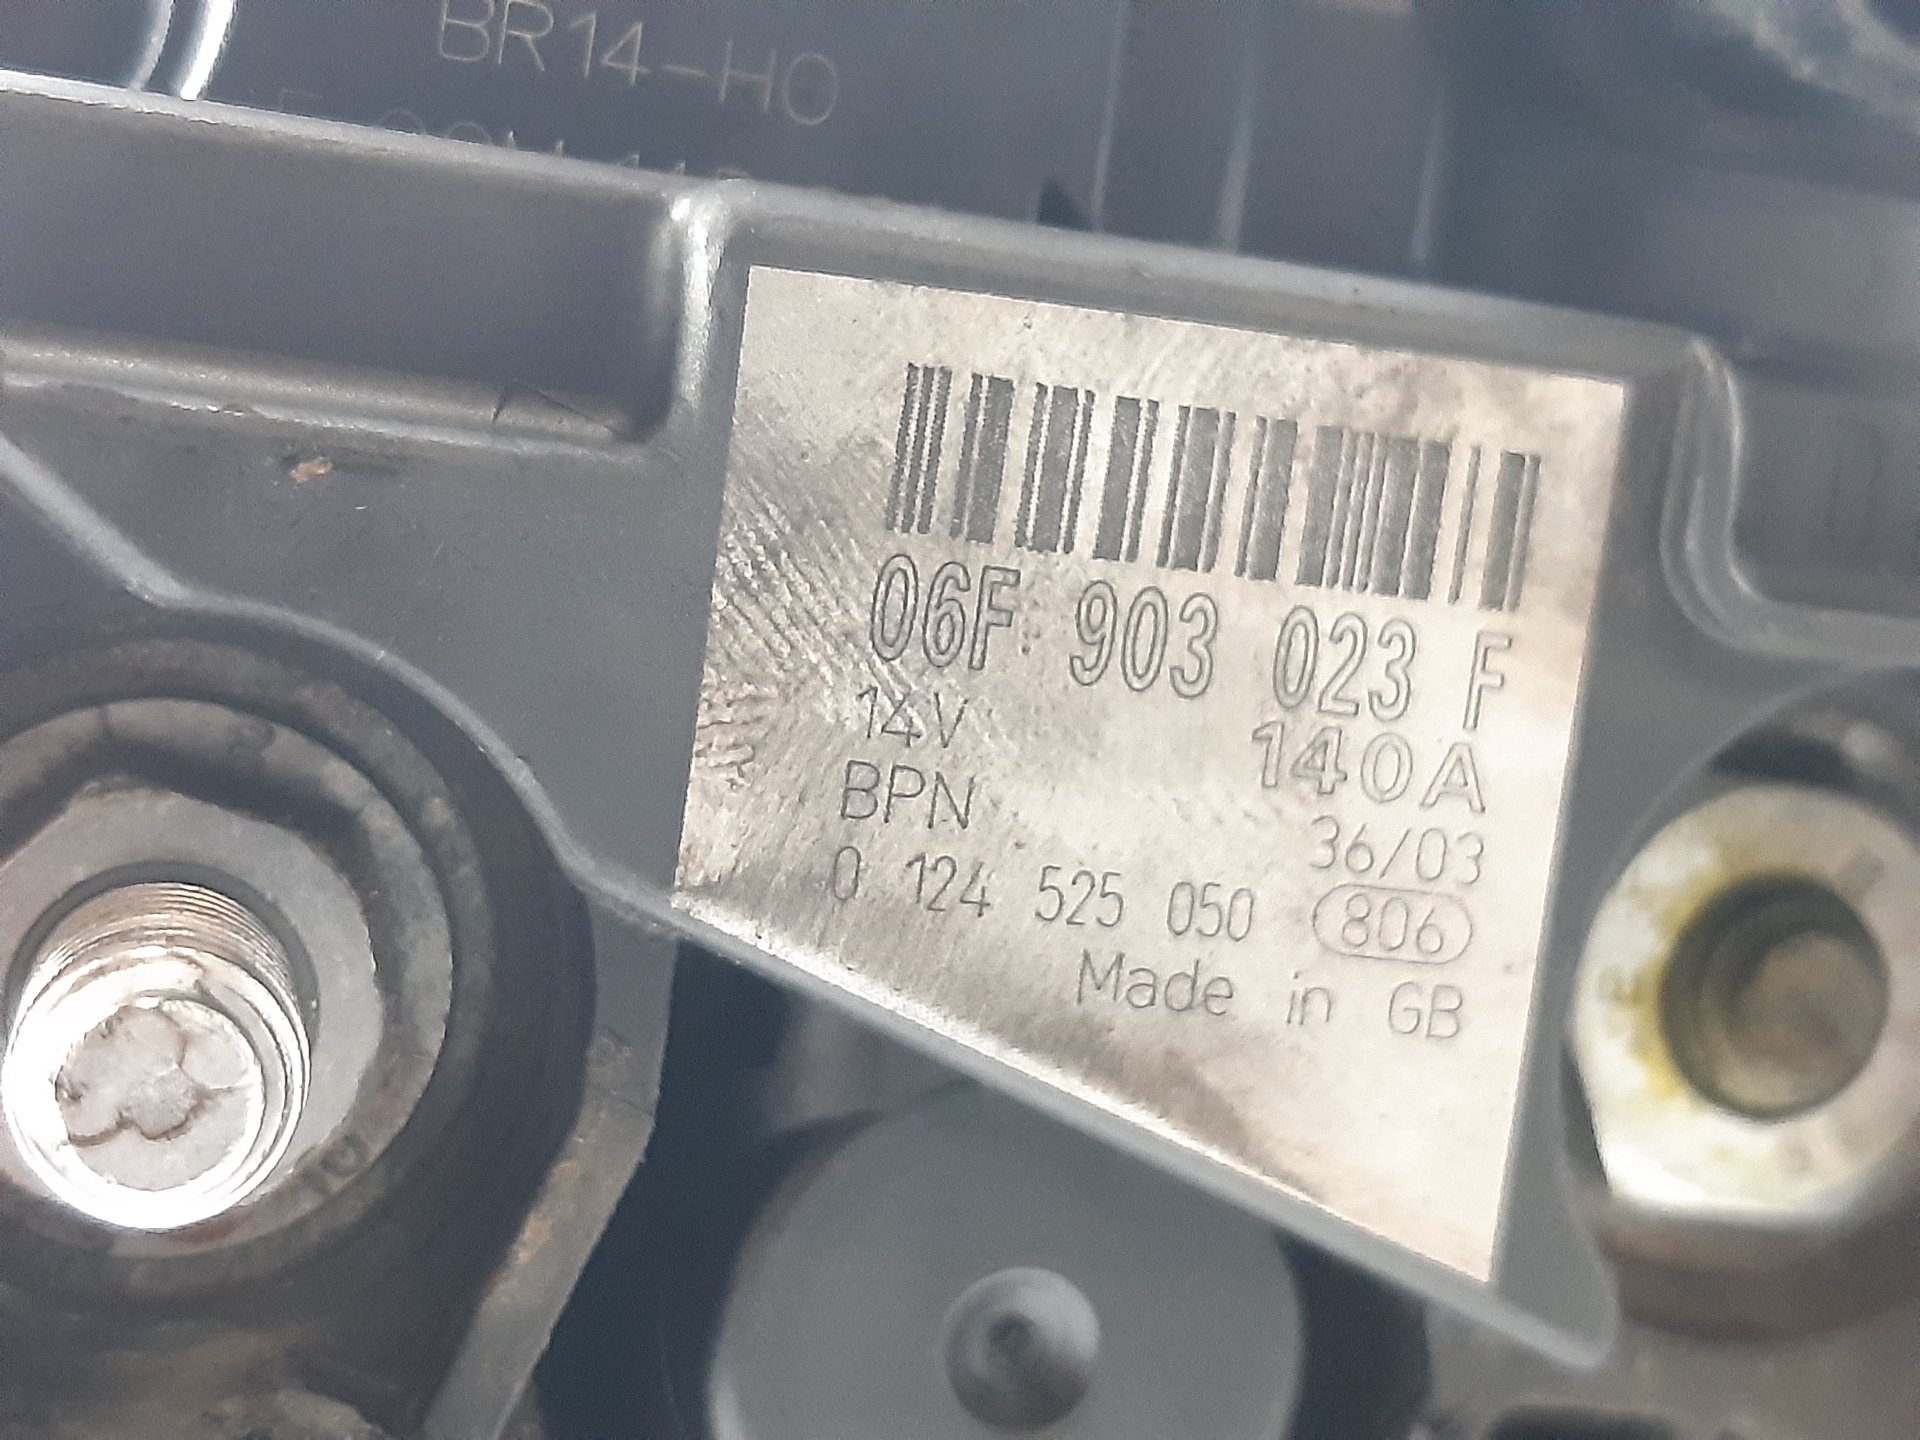 BR14-HO
06F 903 023 F
14V 140A
BPN 36/03
0 124 525 050 806
Made in GB